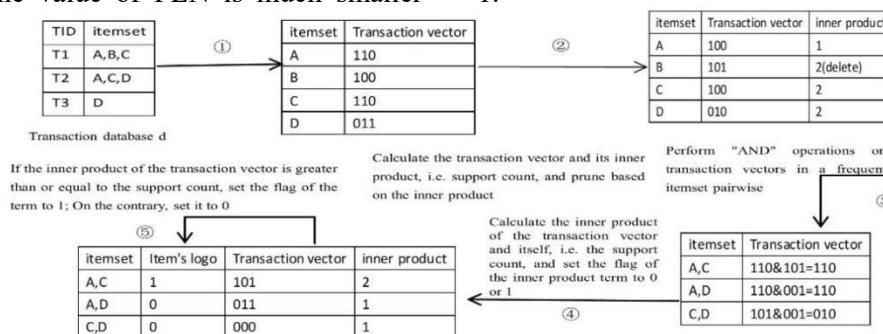 TID itemset
T1 A,B,C
T2 A,C,D
T3 D
Transaction database d
①
itemset Transaction vector
A 110
B 100
C 110
D 011
②
itemset Transaction vector inner product
A 100 1
B 101 2(delete)
C 100 2
D 010 2
If the inner product of the transaction vector is greater
than or equal to the support count, set the flag of the
term to 1; On the contrary, set it to 0
Calculate the transaction vector and its inner
product, i.e. support count, and prune based
on the inner product
Perform "AND" operations on
transaction vectors in a frequent
itemset pairwise
Calculate the inner product
of the transaction vector
and itself, i.e. the support
count, and set the flag of
the inner product term to 0
or 1
itemset Transaction vector
A,C 110&101=110
A,D 110&001=110
C,D 101&001=010
④
⑤
itemset Item's logo Transaction vector inner product
A,C 1 101 2
A,D 0 011 1
C,D 0 000 1